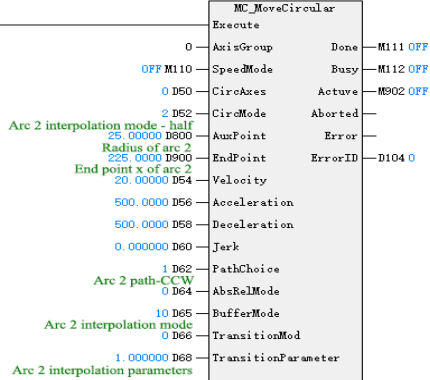 MC_MoveCircular
Execute
0 AxisGroup Done M111 OFF
OFF M110 SpeedMode Busy M112 OFF
0 D50 CircAxes Actuve M902 OFF
2 D52 CircMode Aborted
Arc 2 interpolation mode - half
25.00000 D800 AuxPoint Error
Radius of arc 2
225.0000 D900 EndPoint ErrorID D104 0
End point x of arc 2
20.00000 D54 Velocity
500.0000 D56 Acceleration
500.0000 D58 Deceleration
0.000000 D60 Jerk
1 D62 PathChoice
Arc 2 path-CCW
0 D64 AbsRelMode
10 D65 BufferMode
Arc 2 interpolation mode
0 D66 TransitionMod
1.000000 D68 TransitionParameter
Arc 2 interpolation parameters